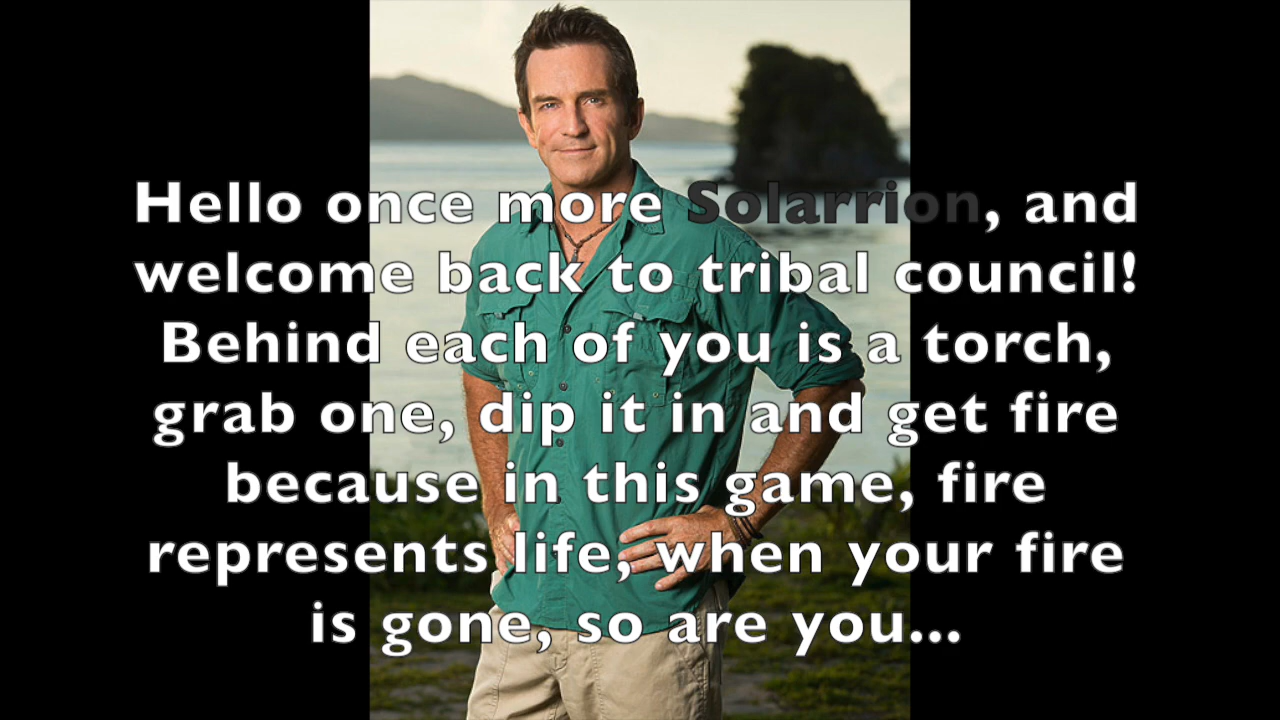 Hello once more Solarrion, and
welcome back to tribal council!
Behind each of you is a torch,
grab one, dip it in and get fire
because in this game, fire
represents life, when your fire
is gone, so are you...